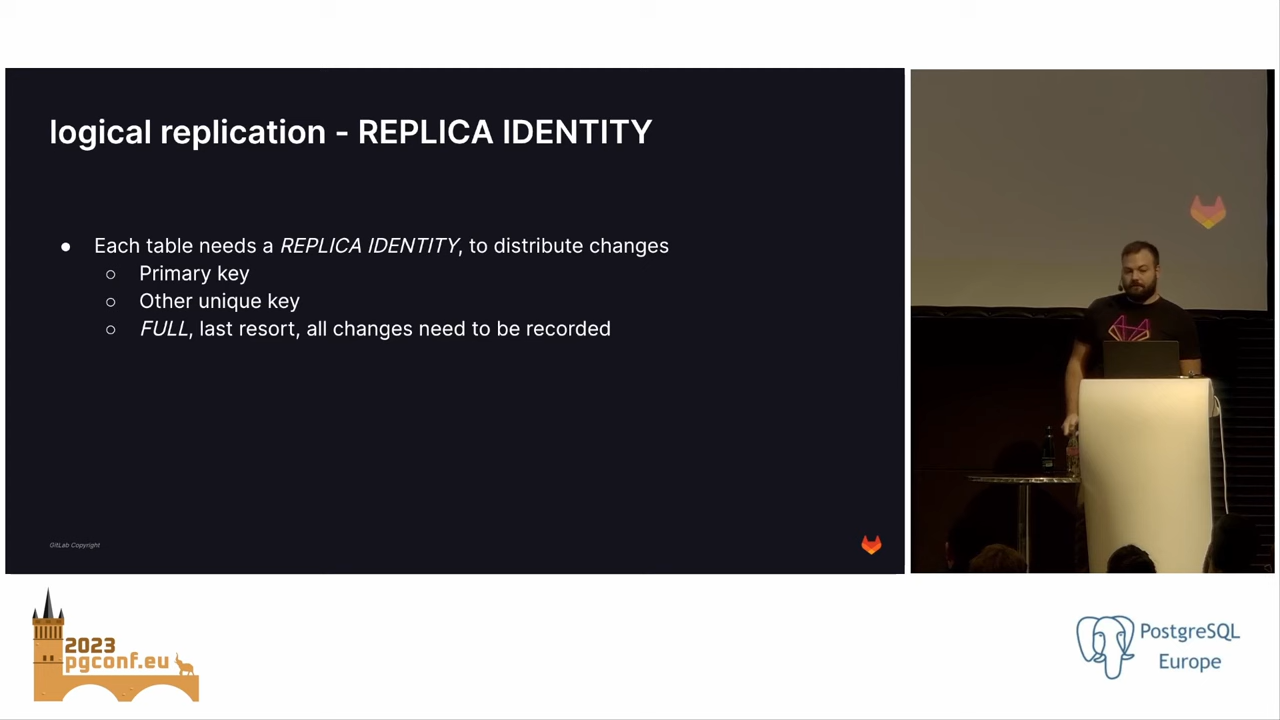 logical replication - REPLICA IDENTITY
● Each table needs a REPLICA IDENTITY, to distribute changes
○ Primary key
○ Other unique key
○ FULL, last resort, all changes need to be recorded
GitLab Copyright
2023
pgconf.eu
PostgreSQL
Europe